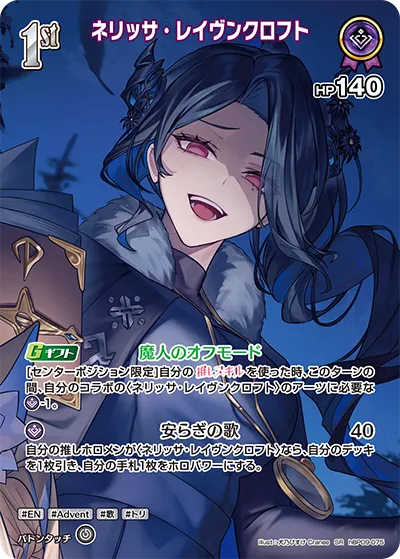 1st
ネリッサ・レイヴンクロフト
HP140
G ギフト 魔人のオフモード
[センターポジション限定]自分の推しスキルを使った時、このターンの
間、自分のコラボの〈ネリッサ・レイヴンクロフト〉のアーツに必要な
-1。
安らぎの歌 40
自分の推しホロメンが〈ネリッサ・レイヴンクロフト〉なら、自分のデッキ
を1枚引き、自分の手札1枚をホロパワーにする。
#EN #Advent #歌 #トリ
バトンタッチ
illust: Cranee SR hBP05-075